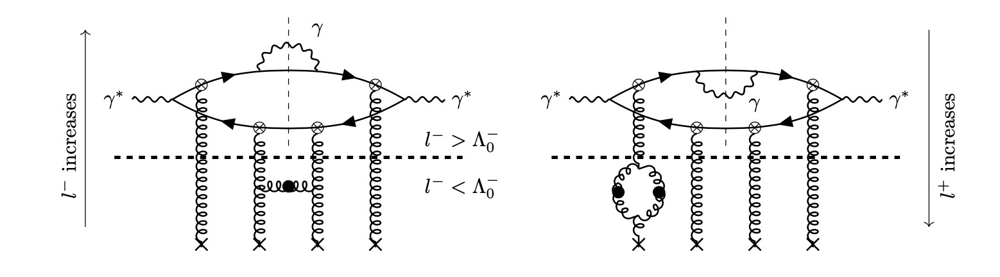 γ
γ* γ*
l⁻ increases
l⁻ > Λ₀⁻
l⁻ < Λ₀⁻
γ* γ*
γ
l⁺ increases